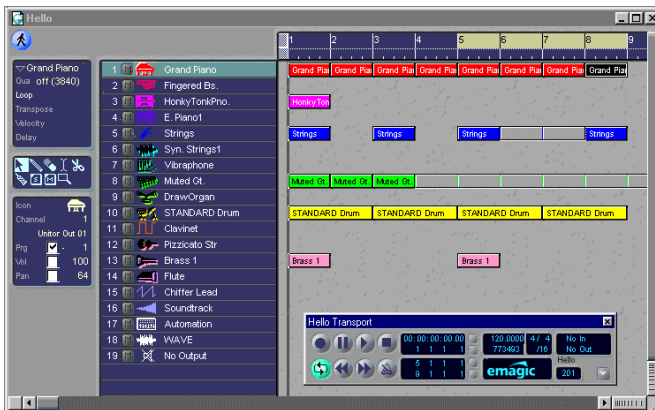 Hello
1 2 3 4 5 6 7 8 9
Grand Piano
Qua off (3840)
Loop
Transpose
Velocity
Delay
Icon
Channel 1
Unitor Out 01
Prg - 1
Vol 100
Pan 64
1 Grand Piano
2 Fingered Bs.
3 HonkyTonkPno.
4 E. Piano1
5 Strings
6 Syn. Strings1
7 Vibraphone
8 Muted Gt.
9 DrawOrgan
10 STANDARD Drum
11 Clavinet
12 Pizzicato Str
13 Brass 1
14 Flute
15 Chiffer Lead
16 Soundtrack
17 Automation
18 WAVE
19 No Output
Grand Pia Grand Pia Grand Pia Grand Pia Grand Pia Grand Pia Grand Pia Grand Pia
HonkyTon
Strings Strings Strings Strings
Muted Gt. Muted Gt. Muted Gt.
STANDARD Drum STANDARD Drum STANDARD Drum STANDARD Drum
Brass 1 Brass 1
Hello Transport
00:00:00:00.00 120.0000 4/ 4 No In
1 1 1 1 773493 /16 No Out
5 1 1 1 emagic Hello
9 1 1 1 201